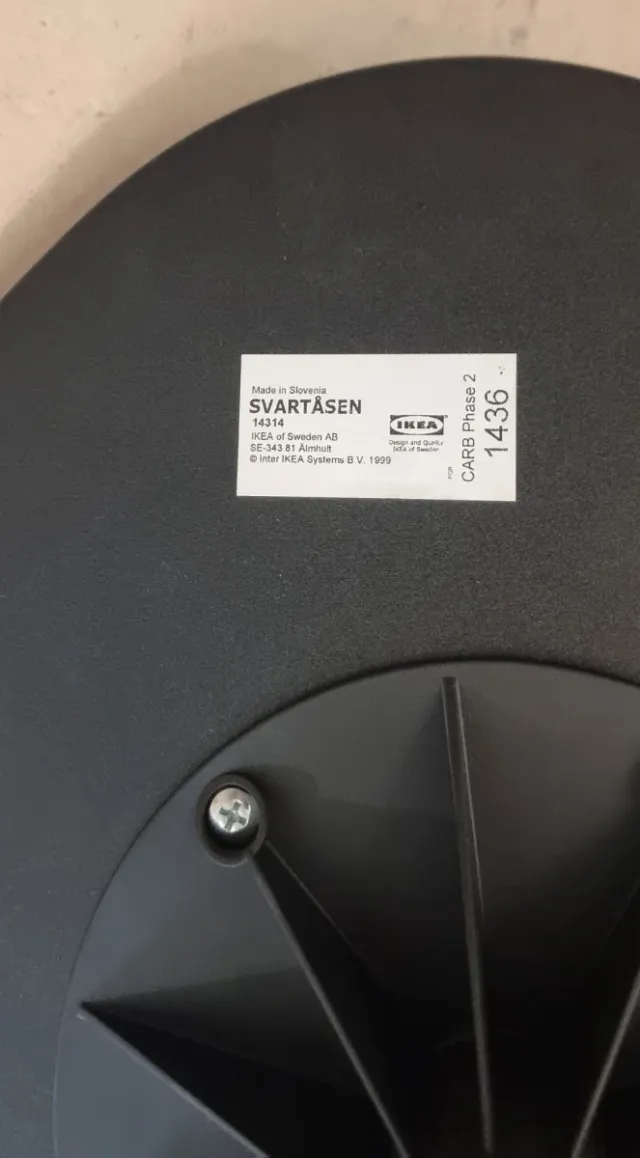 Made in Slovenia
SVARTÅSEN
14314
IKEA of Sweden AB
SE-343 81 Älmhult
© Inter IKEA Systems B.V. 1999
IKEA
Design and Quality
IKEA of Sweden
PQR
CARB Phase 2
1436